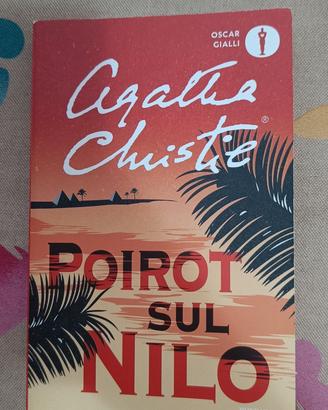 OSCAR
GIALLI
Agatha
Christie®
POIROT
SUL
NILO